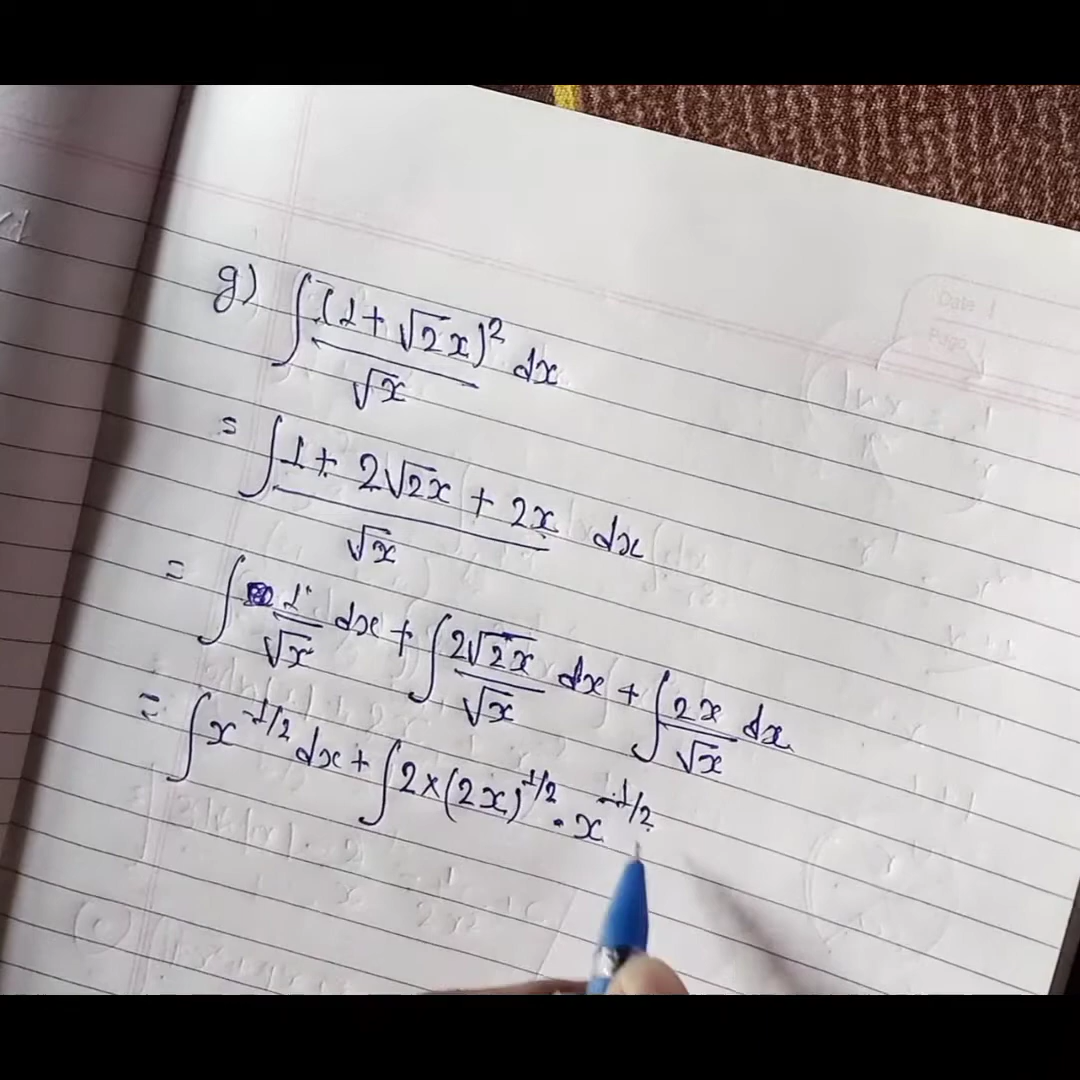 Date
Page
g) ∫ (1 + √2x)² / √x dx
= ∫ 1 + 2√2x + 2x / √x dx
= ∫ 1/√x dx + ∫ 2√2x / √x dx + ∫ 2x / √x dx
= ∫ x^(-1/2) dx + ∫ 2×(2x)^(1/2) · x^(-1/2)